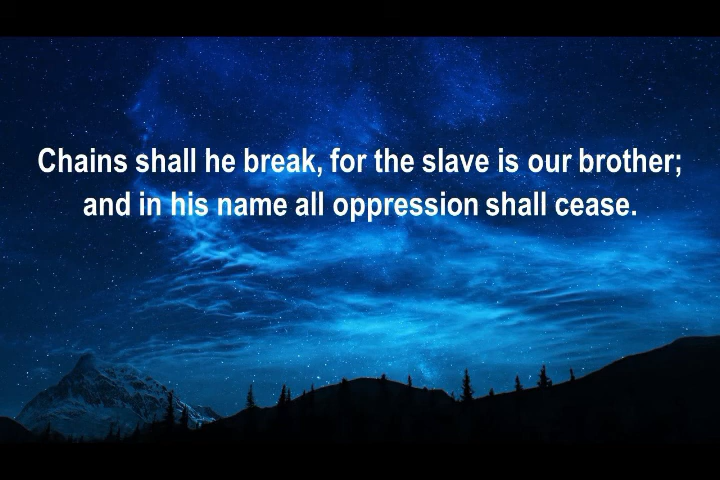 Chains shall he break, for the slave is our brother;
and in his name all oppression shall cease.